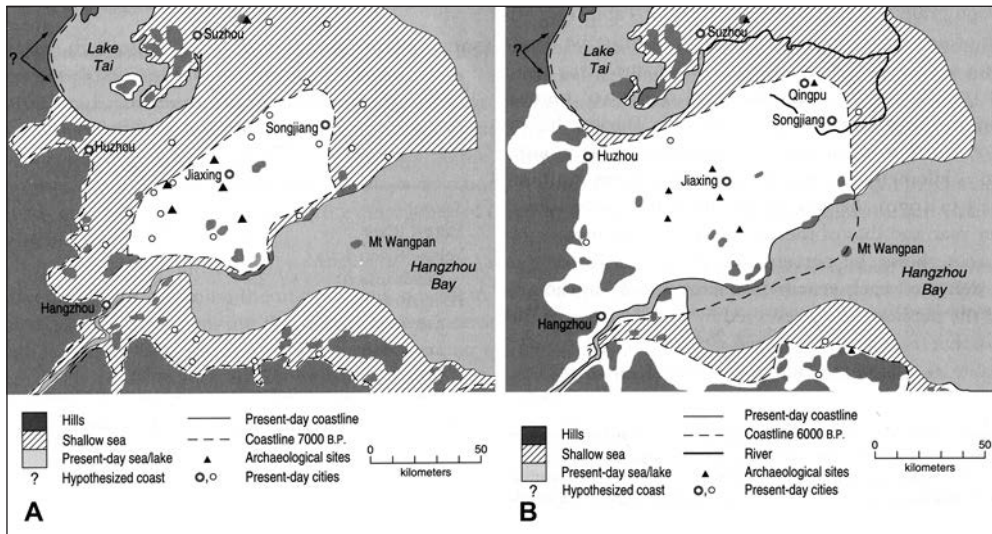 ?
Lake
Tai
Suzhou
Songjiang
Huzhou
Jiaxing
Mt Wangpan
Hangzhou
Bay
Hangzhou
Hills
Shallow sea
Present-day sea/lake
? Hypothesized coast
Present-day coastline
Coastline 7000 B.P.
Archaeological sites
Present-day cities
0 50
kilometers
A
?
Lake
Tai
Suzhou
Qingpu
Songjiang
Huzhou
Jiaxing
Mt Wangpan
Hangzhou
Bay
Hangzhou
Hills
Shallow sea
Present-day sea/lake
? Hypothesized coast
Present-day coastline
Coastline 6000 B.P.
River
Archaeological sites
Present-day cities
0 50
kilometers
B